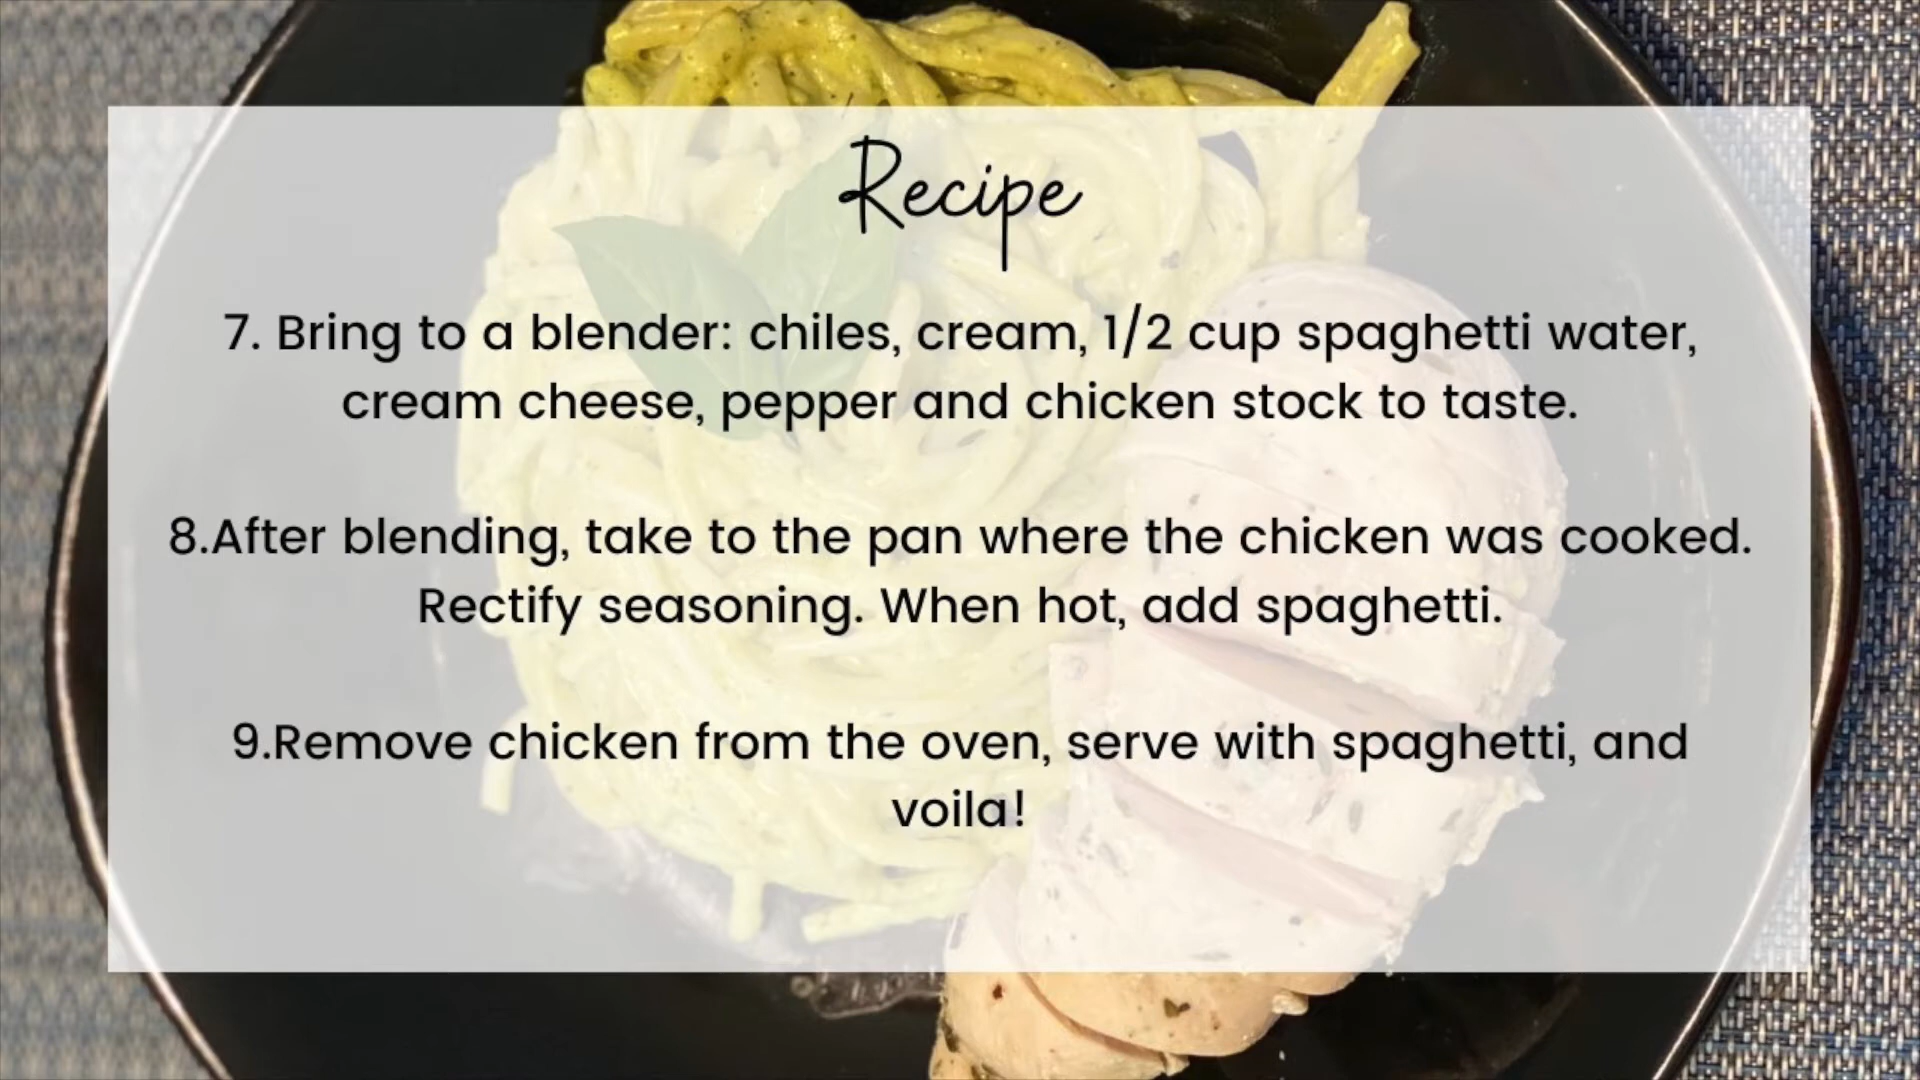 Recipe
7. Bring to a blender: chiles, cream, 1/2 cup spaghetti water,
cream cheese, pepper and chicken stock to taste.
8.After blending, take to the pan where the chicken was cooked.
Rectify seasoning. When hot, add spaghetti.
9.Remove chicken from the oven, serve with spaghetti, and
voila!